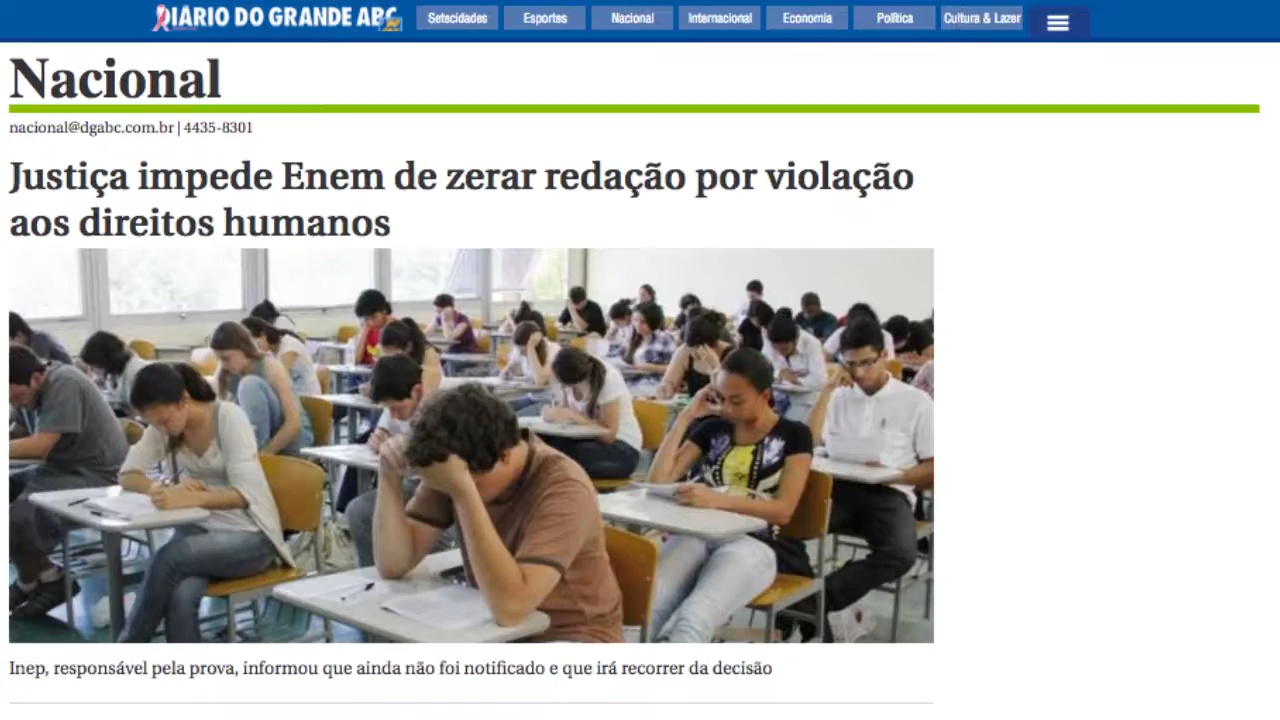 DIÁRIO DO GRANDE ABC
Setecidades
Esportes
Nacional
Internacional
Economia
Política
Cultura & Lazer
Nacional
nacional@dgabc.com.br | 4435-8301
Justiça impede Enem de zerar redação por violação
aos direitos humanos
Inep, responsável pela prova, informou que ainda não foi notificado e que irá recorrer da decisão